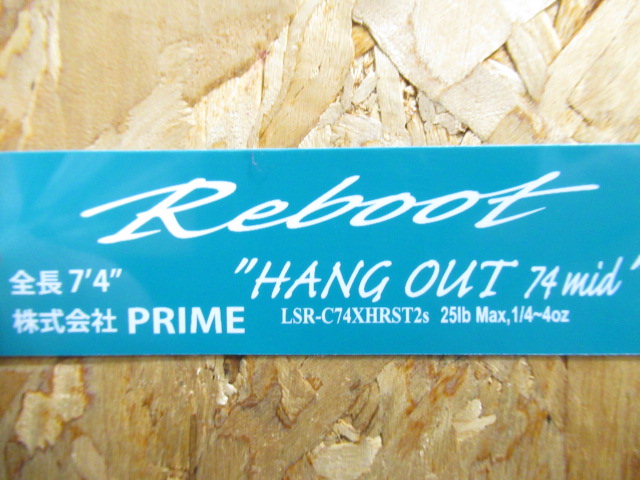 Reboot
全長 7'4"
"HANG OUT 74 mid"
株式会社 PRIME
LSR-C74XHRST2s 25lb Max,1/4~4oz